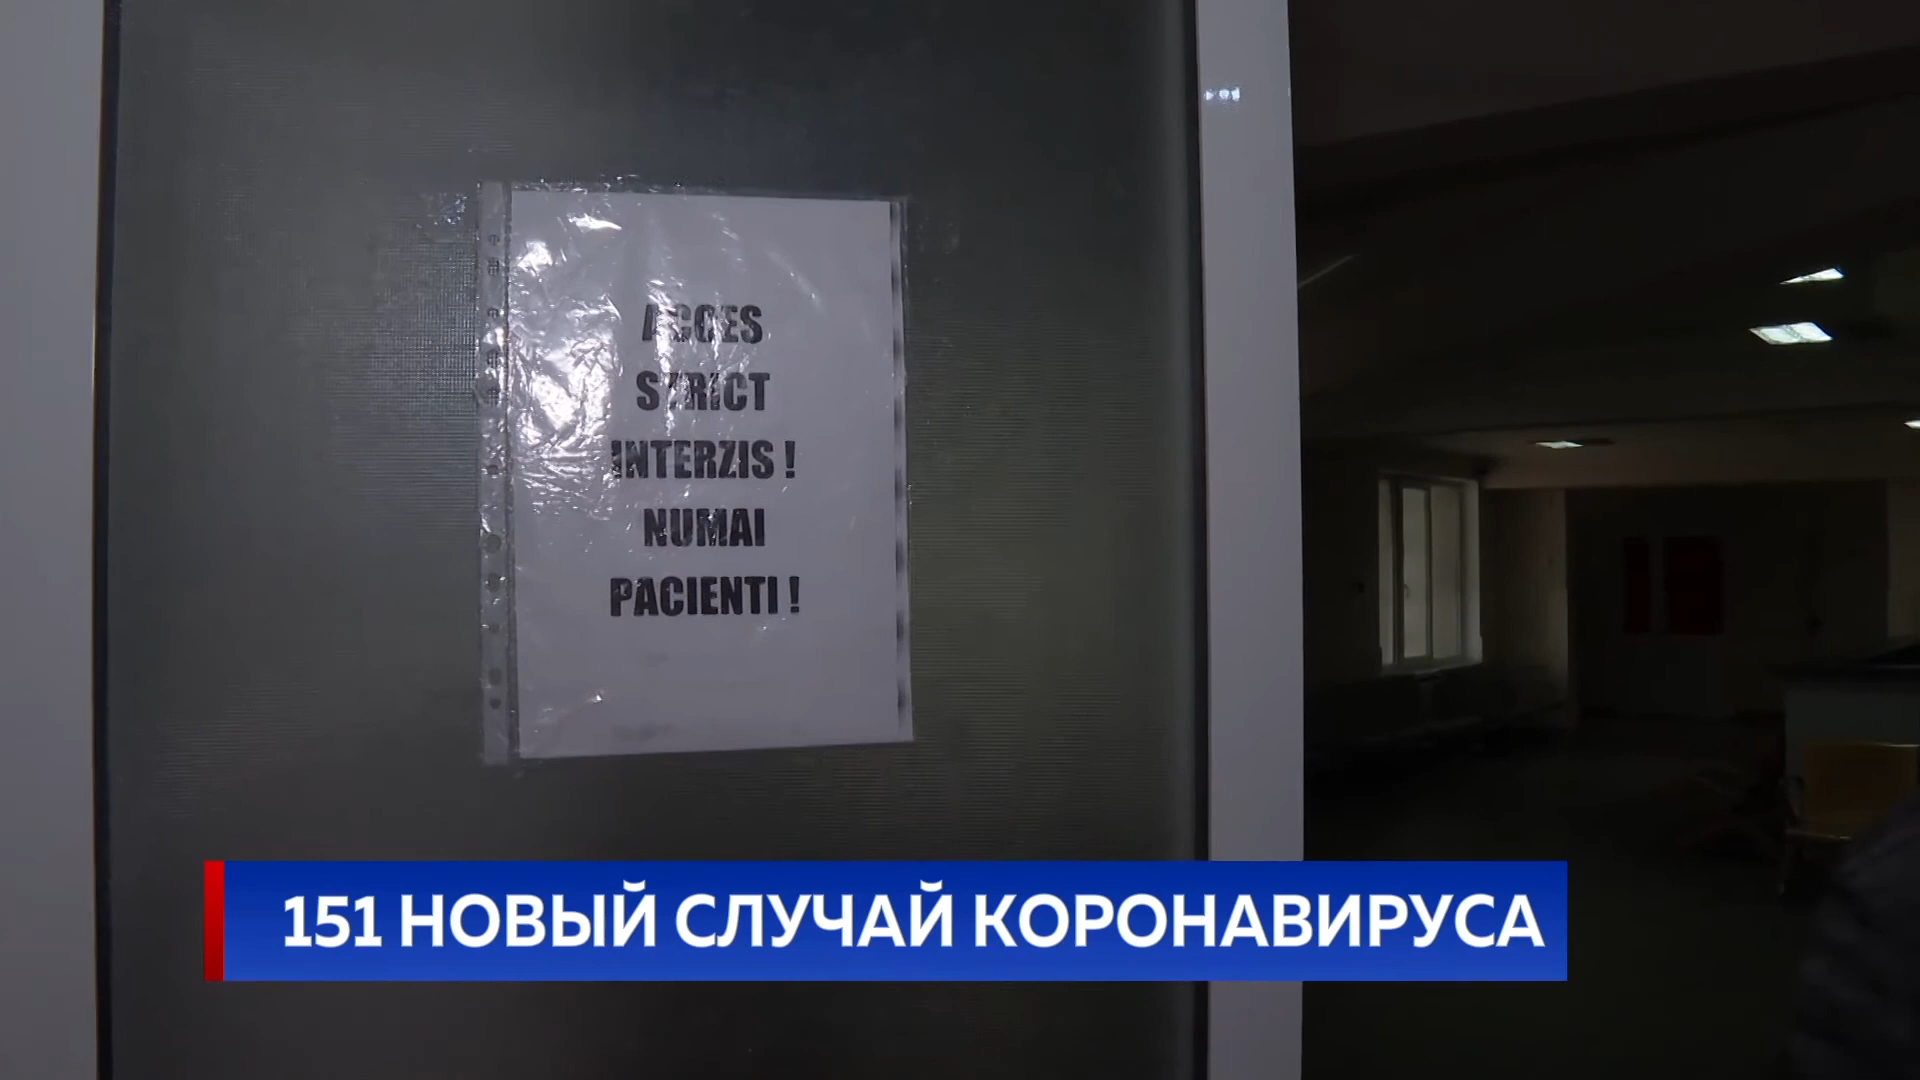 ACCES
STRICT
INTERZIS !
NUMAI
PACIENTI !
151 НОВЫЙ СЛУЧАЙ КОРОНАВИРУСА